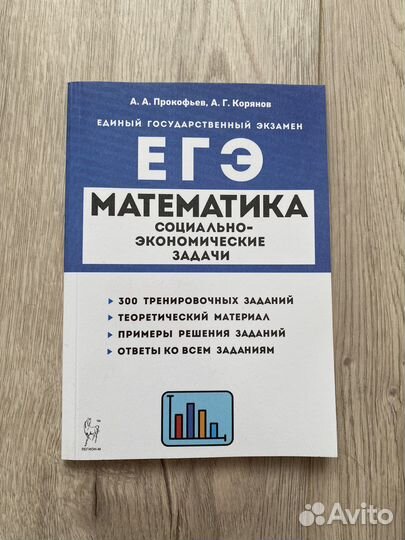 А. А. Прокофьев, А. Г. Корянов
ЕДИНЫЙ ГОСУДАРСТВЕННЫЙ ЭКЗАМЕН
ЕГЭ
МАТЕМАТИКА
СОЦИАЛЬНО-
ЭКОНОМИЧЕСКИЕ
ЗАДАЧИ
300 ТРЕНИРОВОЧНЫХ ЗАДАНИЙ
ТЕОРЕТИЧЕСКИЙ МАТЕРИАЛ
ПРИМЕРЫ РЕШЕНИЯ ЗАДАНИЙ
ОТВЕТЫ КО ВСЕМ ЗАДАНИЯМ
ЛЕГИОН-М
Avito